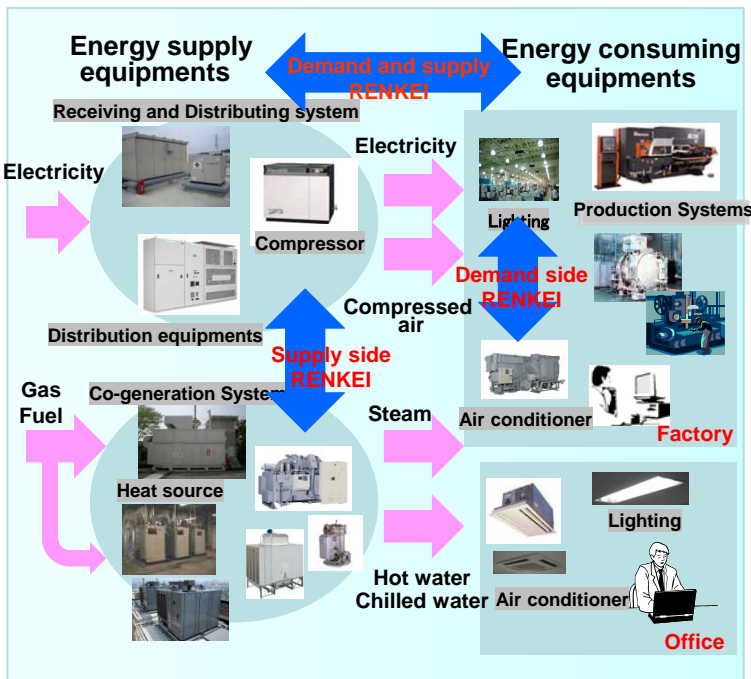 Energy supply
equipments
Demand and supply
RENKEI
Energy consuming
equipments
Receiving and Distributing system
Electricity
Compressor
Distribution equipments
Electricity
Compressed
air
Lighting
Production Systems
Demand side
RENKEI
Supply side
RENKEI
Gas
Fuel
Co-generation System
Heat source
Steam
Hot water
Chilled water
Air conditioner
Factory
Lighting
Air conditioner
Office